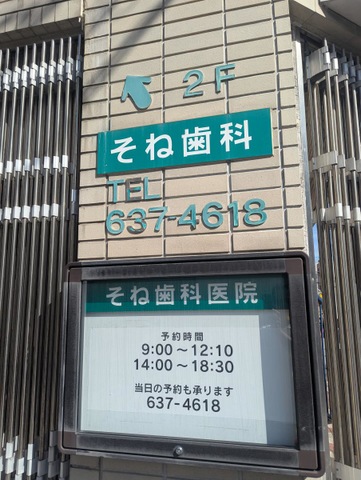 2F
そね歯科
TEL
637-4618
そね歯科医院
予約時間
9:00～12:10
14:00～18:30
当日の予約も承ります
637-4618